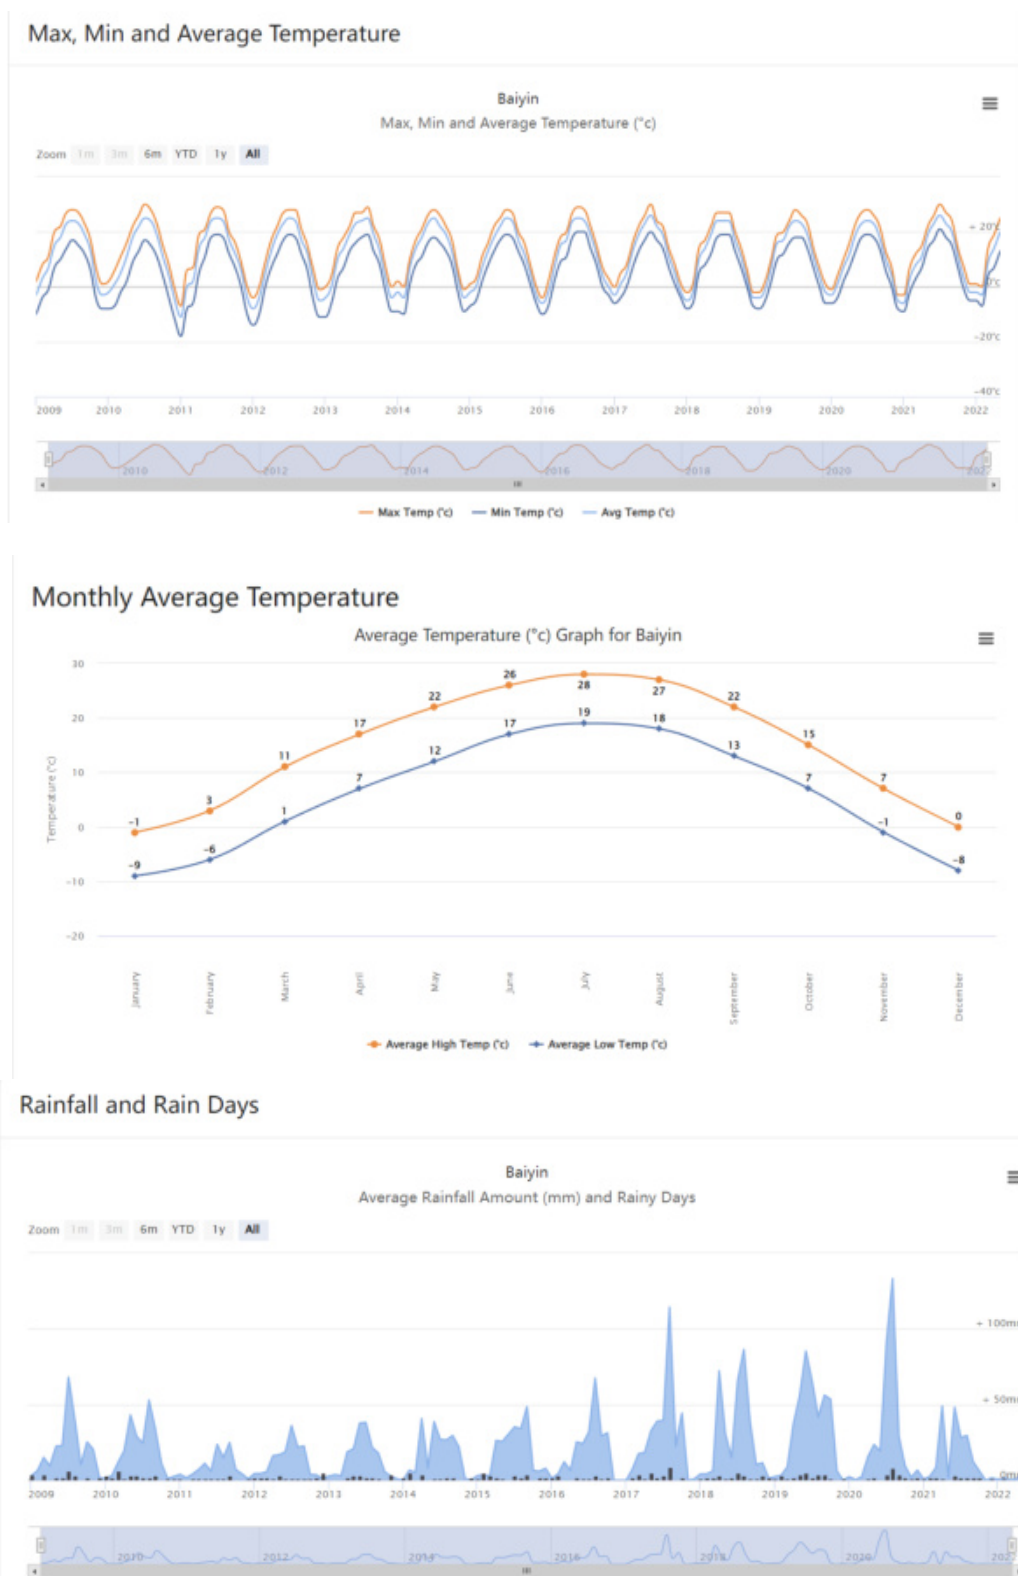 Max, Min and Average Temperature
Baiyin
Max, Min and Average Temperature (°c)
Zoom 1m 3m 6m YTD 1y All
+ 20°c
0°c
-20°c
-40°c
2009 2010 2011 2012 2013 2014 2015 2016 2017 2018 2019 2020 2021 2022
2010 2012 2014 2016 2018 2020 2022
Max Temp (°c) Min Temp (°c) Avg Temp (°c)
Monthly Average Temperature
Average Temperature (°c) Graph for Baiyin
Temperature (°c)
30
20
10
0
-10
-20
-1 3 11 17 22 26 28 27 22 15 7 0
-9 -6 1 7 12 17 19 18 13 7 -1 -8
January February March April May June July August September October November December
Average High Temp (°c) Average Low Temp (°c)
Rainfall and Rain Days
Baiyin
Average Rainfall Amount (mm) and Rainy Days
Zoom 1m 3m 6m YTD 1y All
+ 100m
+ 50m
0m
2009 2010 2011 2012 2013 2014 2015 2016 2017 2018 2019 2020 2021 2022
2010 2012 2014 2016 2018 2020 202